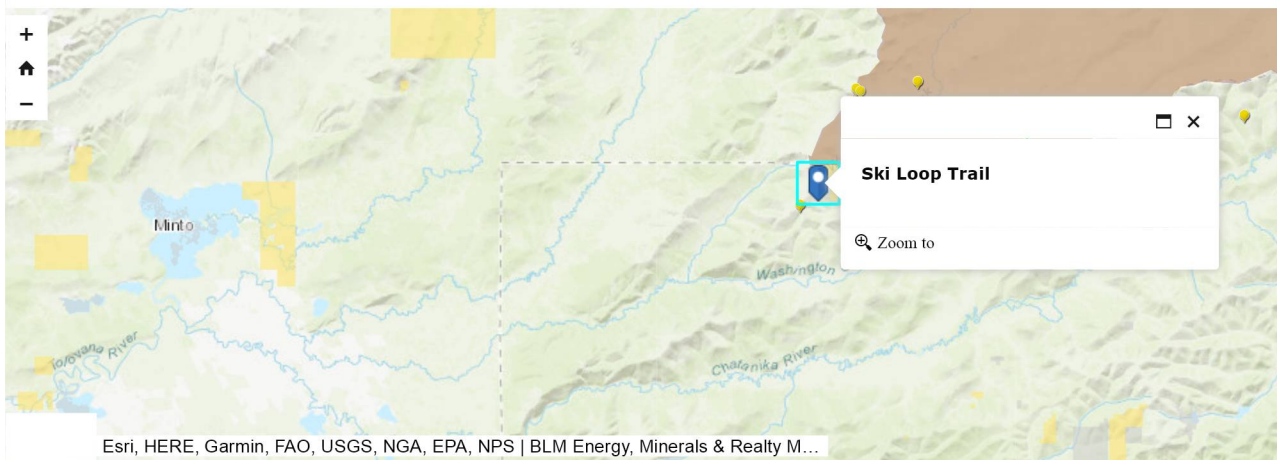 +
−
Ski Loop Trail
Zoom to
Minto
Washington
Tolovana River
Chatanika River
Esri, HERE, Garmin, FAO, USGS, NGA, EPA, NPS | BLM Energy, Minerals & Realty M...